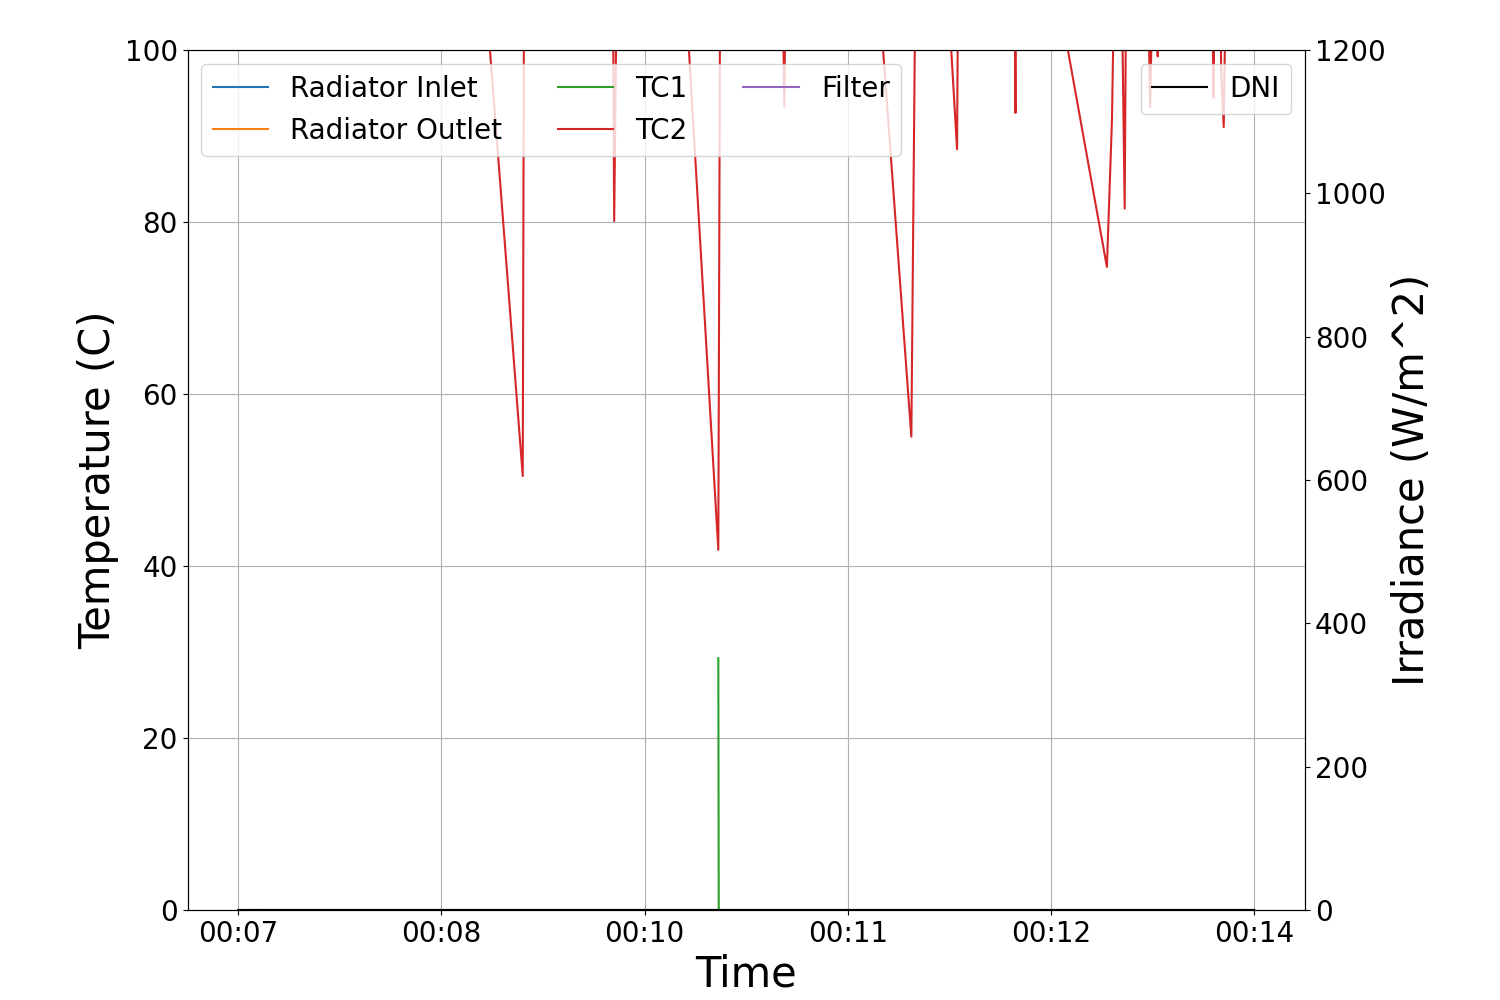 100
80
60
40
20
0
Temperature (C)
Radiator Inlet
Radiator Outlet
TC1
TC2
Filter
DNI
1200
1000
800
600
400
200
0
Irradiance (W/m^2)
00:07 00:08 00:10 00:11 00:12 00:14
Time